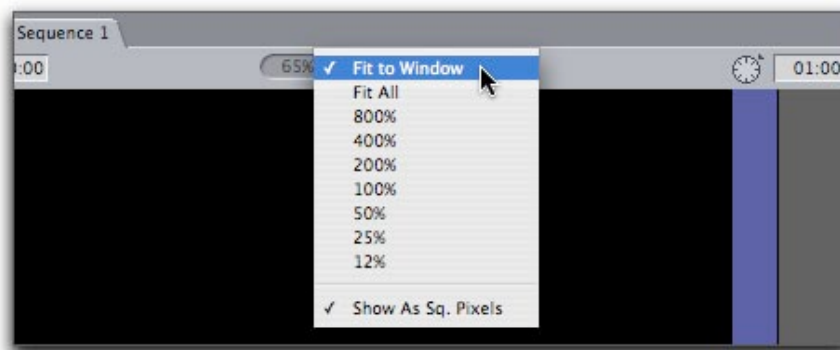 Sequence 1
:00
65%
✓ Fit to Window
01:00
Fit All
800%
400%
200%
100%
50%
25%
12%
✓ Show As Sq. Pixels